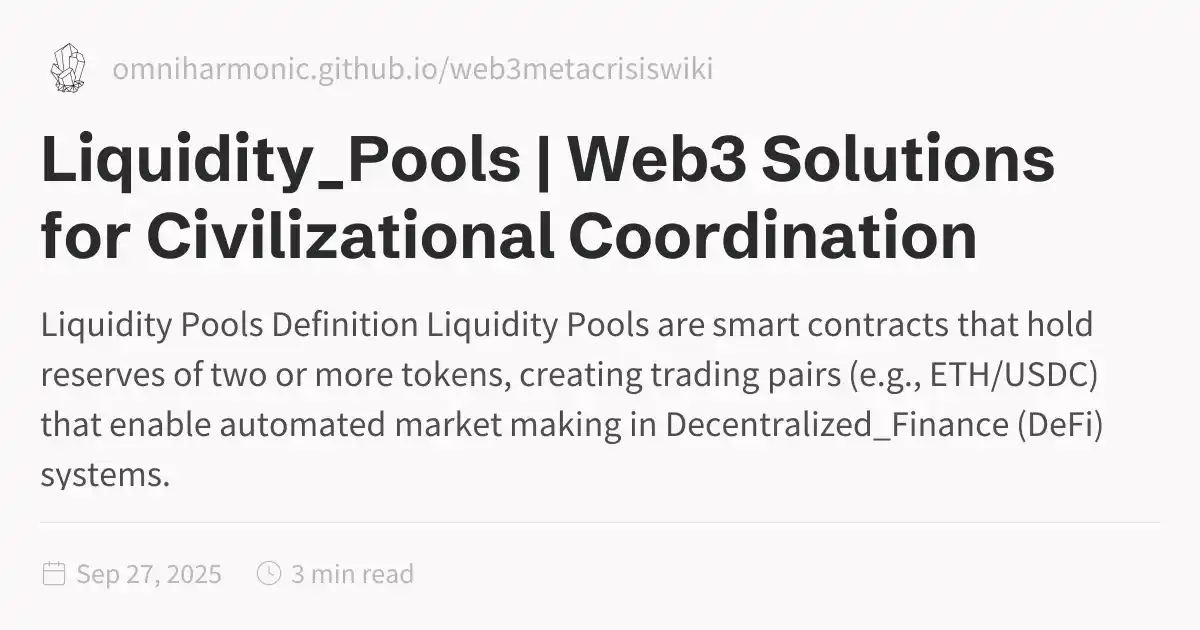 omniharmonic.github.io/web3metacrisiswiki
Liquidity_Pools | Web3 Solutions
for Civilizational Coordination
Liquidity Pools Definition Liquidity Pools are smart contracts that hold
reserves of two or more tokens, creating trading pairs (e.g., ETH/USDC)
that enable automated market making in Decentralized_Finance (DeFi)
systems.
Sep 27, 2025 3 min read